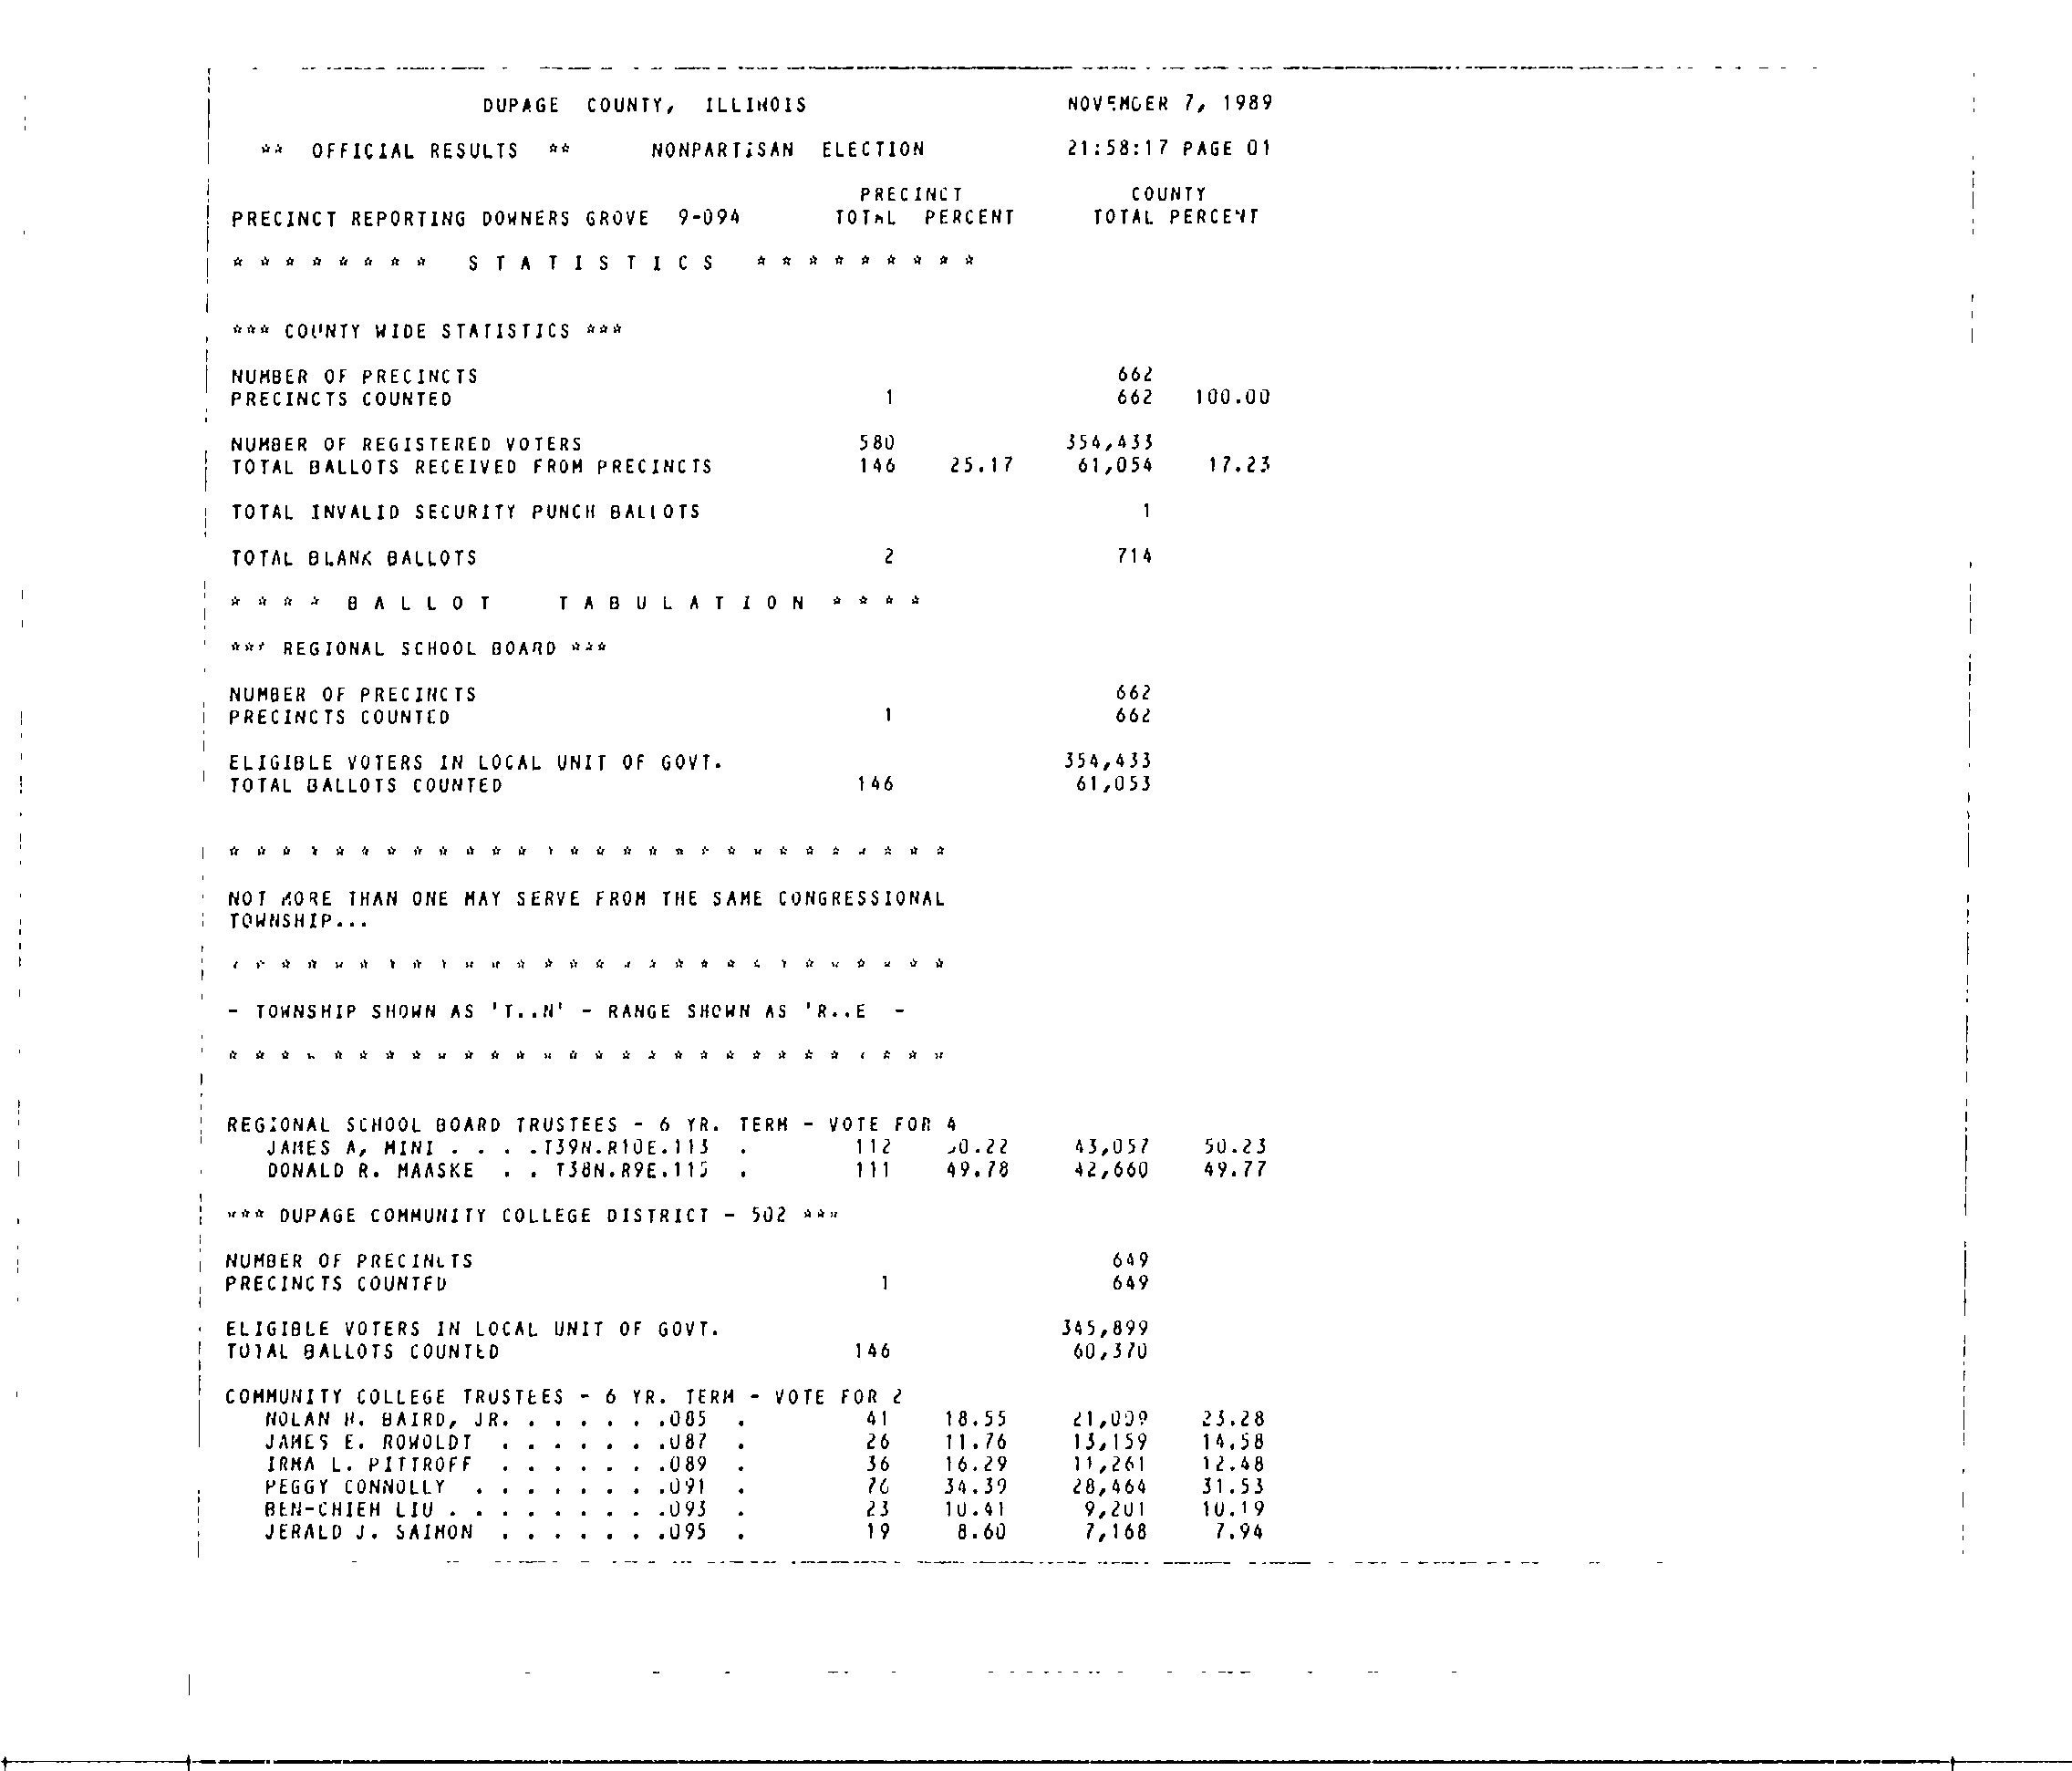 DUPAGE COUNTY, ILLINOIS NOVEMBER 7, 1989
** OFFICIAL RESULTS ** NONPARTISAN ELECTION 21:58:17 PAGE 01
PRECINCT COUNTY
PRECINCT REPORTING DOWNERS GROVE 9-094 TOTAL PERCENT TOTAL PERCENT
* * * * * * * * S T A T I S T I C S * * * * * * * * *
*** COUNTY WIDE STATISTICS ***
NUMBER OF PRECINCTS 662
PRECINCTS COUNTED 1 662 100.00
NUMBER OF REGISTERED VOTERS 580 354,433
TOTAL BALLOTS RECEIVED FROM PRECINCTS 146 25.17 61,054 17.23
TOTAL INVALID SECURITY PUNCH BALLOTS 1
TOTAL BLANK BALLOTS 2 714
* * * * B A L L O T T A B U L A T I O N * * * *
*** REGIONAL SCHOOL BOARD ***
NUMBER OF PRECINCTS 662
PRECINCTS COUNTED 1 662
ELIGIBLE VOTERS IN LOCAL UNIT OF GOVT. 354,433
TOTAL BALLOTS COUNTED 146 61,053
* * * * * * * * * * * * * * * * * * * * * * * * * * * *
NOT MORE THAN ONE MAY SERVE FROM THE SAME CONGRESSIONAL
TOWNSHIP...
* * * * * * * * * * * * * * * * * * * * * * * * * * * *
- TOWNSHIP SHOWN AS 'T..N' - RANGE SHOWN AS 'R..E -
* * * * * * * * * * * * * * * * * * * * * * * * * * * *
REGIONAL SCHOOL BOARD TRUSTEES - 6 YR. TERM - VOTE FOR 4
JAMES A, MINI . . . .T39N.R10E.113 . 112 50.22 43,057 50.23
DONALD R. MAASKE . . T38N.R9E.115 . 111 49.78 42,660 49.77
*** DUPAGE COMMUNITY COLLEGE DISTRICT - 502 ***
NUMBER OF PRECINCTS 649
PRECINCTS COUNTED 1 649
ELIGIBLE VOTERS IN LOCAL UNIT OF GOVT. 345,899
TOTAL BALLOTS COUNTED 146 60,370
COMMUNITY COLLEGE TRUSTEES - 6 YR. TERM - VOTE FOR 2
NOLAN H. BAIRD, JR. . . . . . .085 . 41 18.55 23.28
JAMES E. ROWOLDT . . . . . . .087 . 26 11.76 13,159 14.58
IRMA L. PITTROFF . . . . . . .089 . 36 16.29 11,261 12.48
PEGGY CONNOLLY . . . . . . . .091 . 76 34.39 28,464 31.53
BEN-CHIEH LIU . . . . . . . . .093 . 23 10.41 9,201 10.19
JERALD J. SAIMON . . . . . . .095 . 19 8.60 7,168 7.94